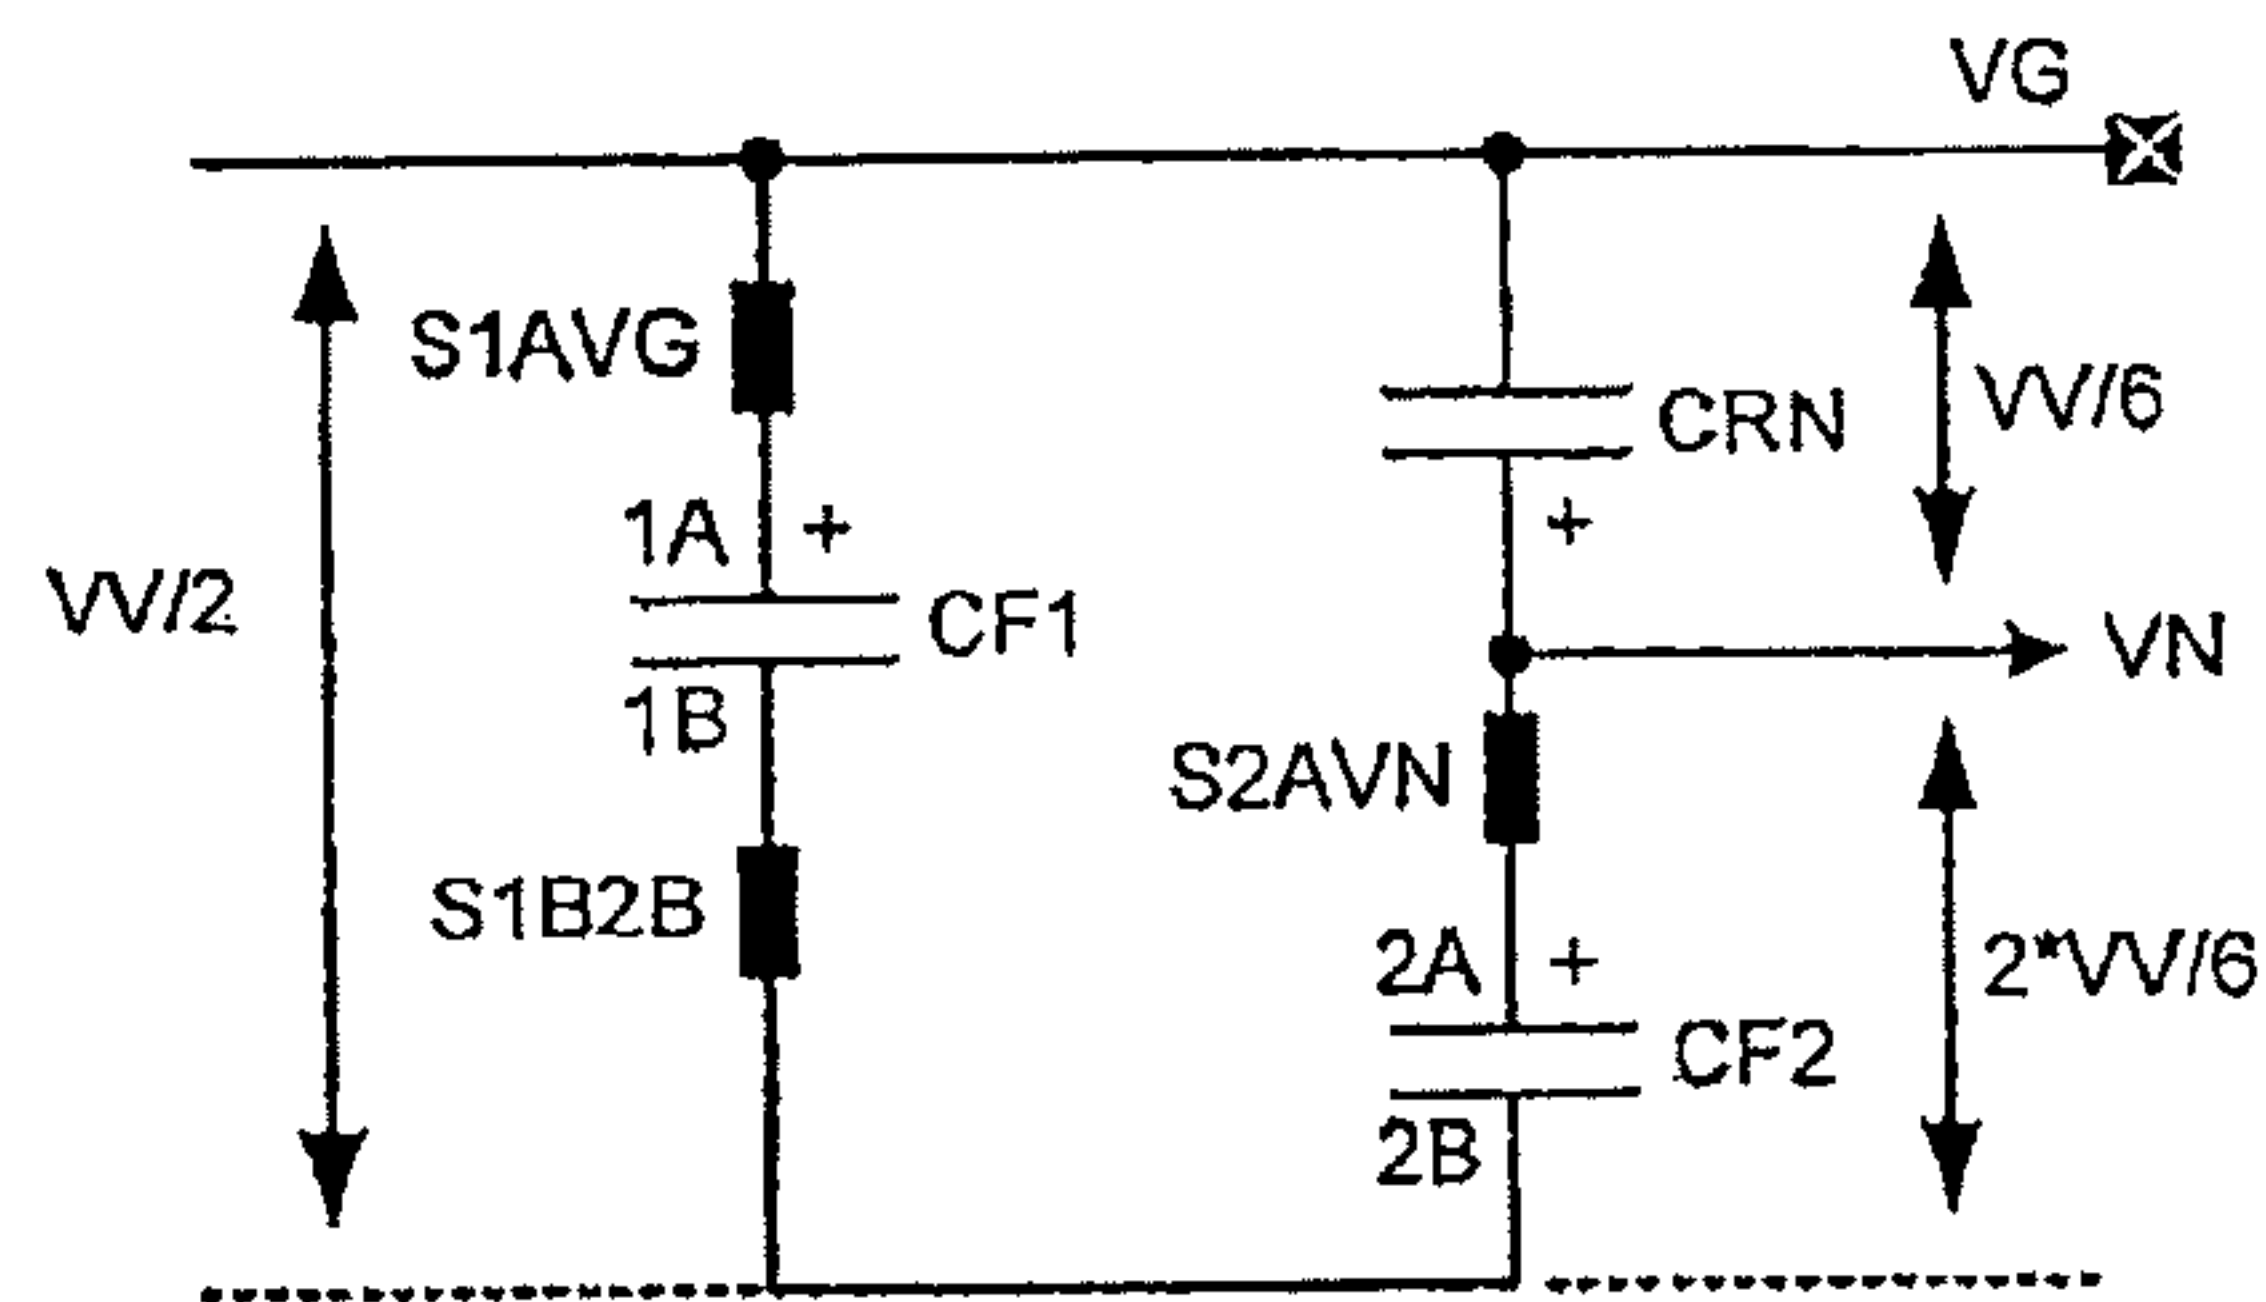 VG
S1AVG
CRN
VV/6
1A +
+
VV/2
CF1
VN
1B
S2AVN
S1B2B
2A +
2*VV/6
CF2
2B